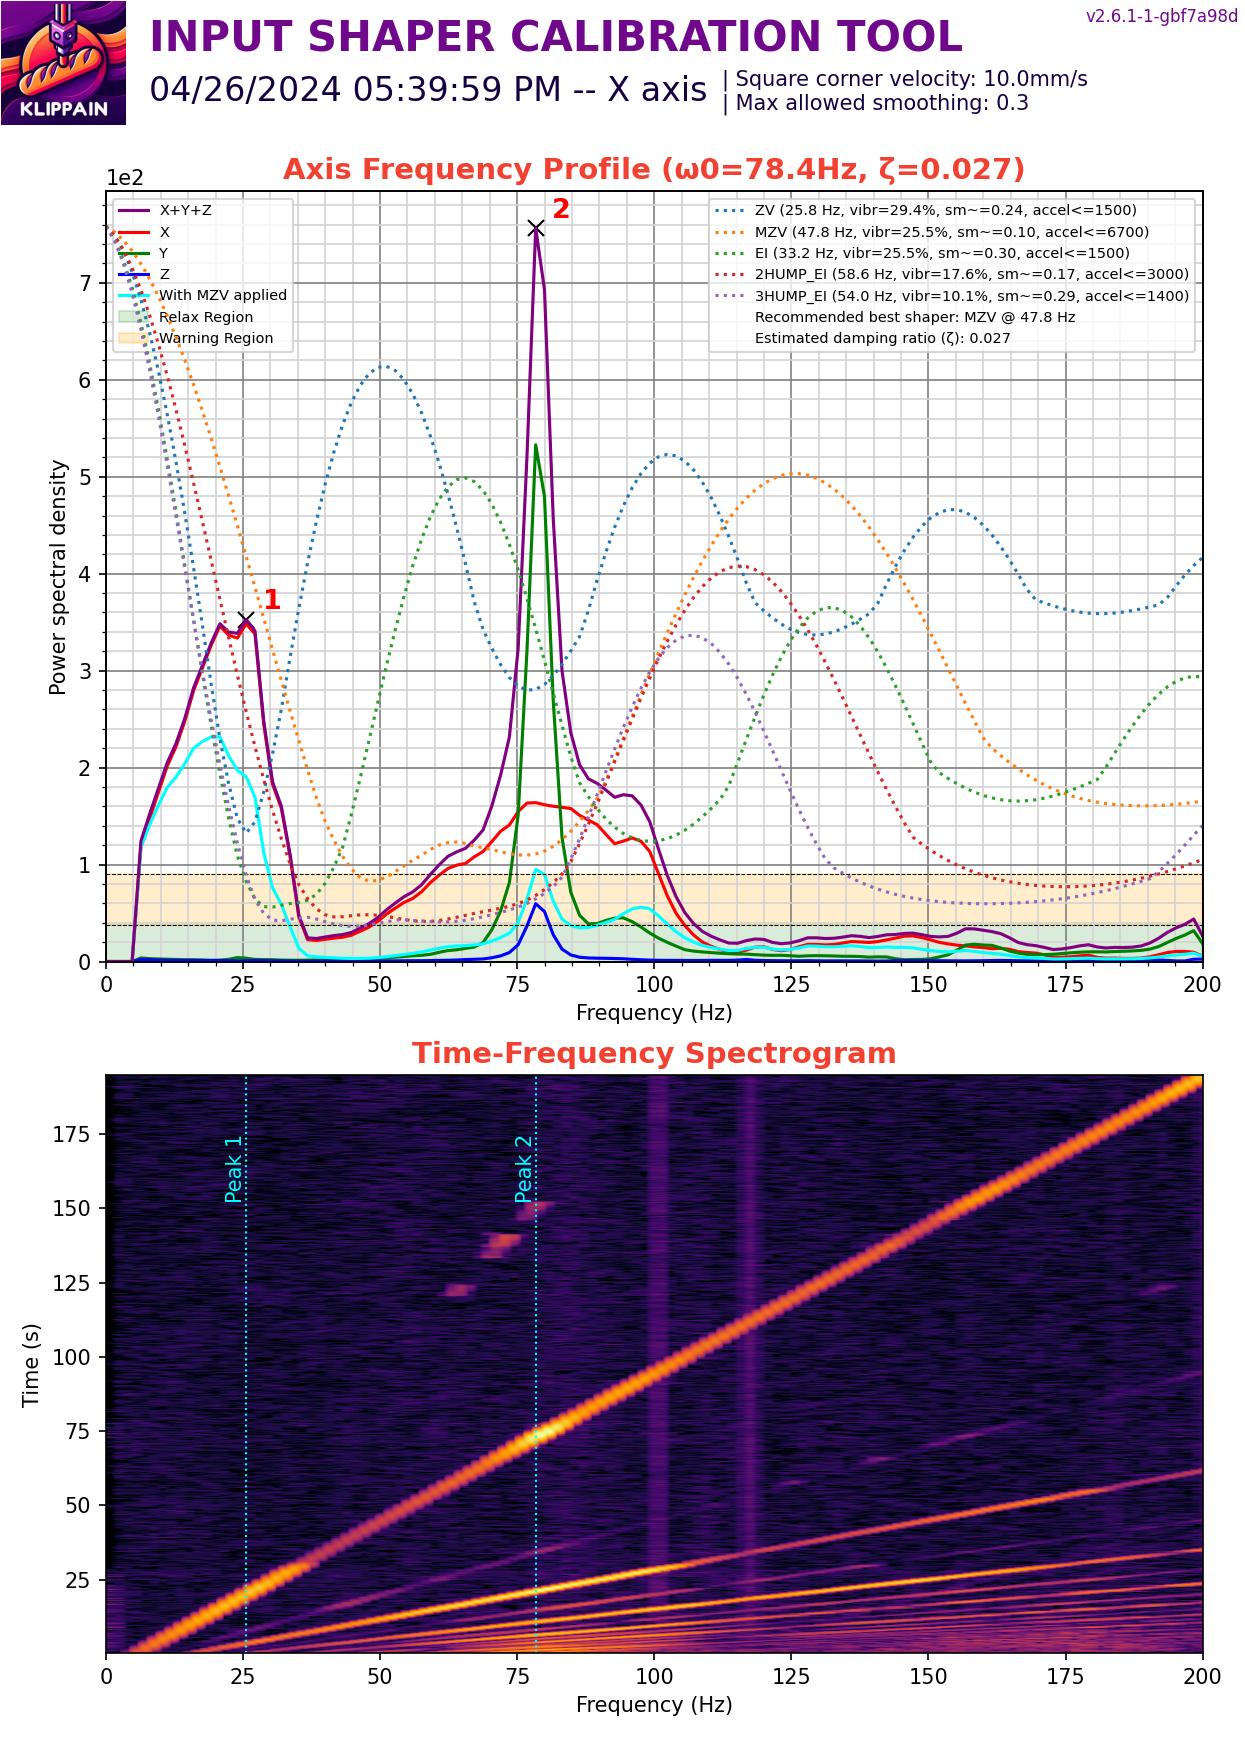 v2.6.1-1-gbf7a98d
INPUT SHAPER CALIBRATION TOOL
04/26/2024 05:39:59 PM -- X axis
| Square corner velocity: 10.0mm/s
| Max allowed smoothing: 0.3
KLIPPAIN
Axis Frequency Profile (ω0=78.4Hz, ζ=0.027)
1e2
X+Y+Z
X
Y
Z
With MZV applied
Relax Region
Warning Region
ZV (25.8 Hz, vibr=29.4%, sm~=0.24, accel<=1500)
MZV (47.8 Hz, vibr=25.5%, sm~=0.10, accel<=6700)
EI (33.2 Hz, vibr=25.5%, sm~=0.30, accel<=1500)
2HUMP_EI (58.6 Hz, vibr=17.6%, sm~=0.17, accel<=3000)
3HUMP_EI (54.0 Hz, vibr=10.1%, sm~=0.29, accel<=1400)
Recommended best shaper: MZV @ 47.8 Hz
Estimated damping ratio (ζ): 0.027
2
1
Power spectral density
7
6
5
4
3
2
1
0
0 25 50 75 100 125 150 175 200
Frequency (Hz)
Time-Frequency Spectrogram
Peak 1
Peak 2
Time (s)
175
150
125
100
75
50
25
0 25 50 75 100 125 150 175 200
Frequency (Hz)